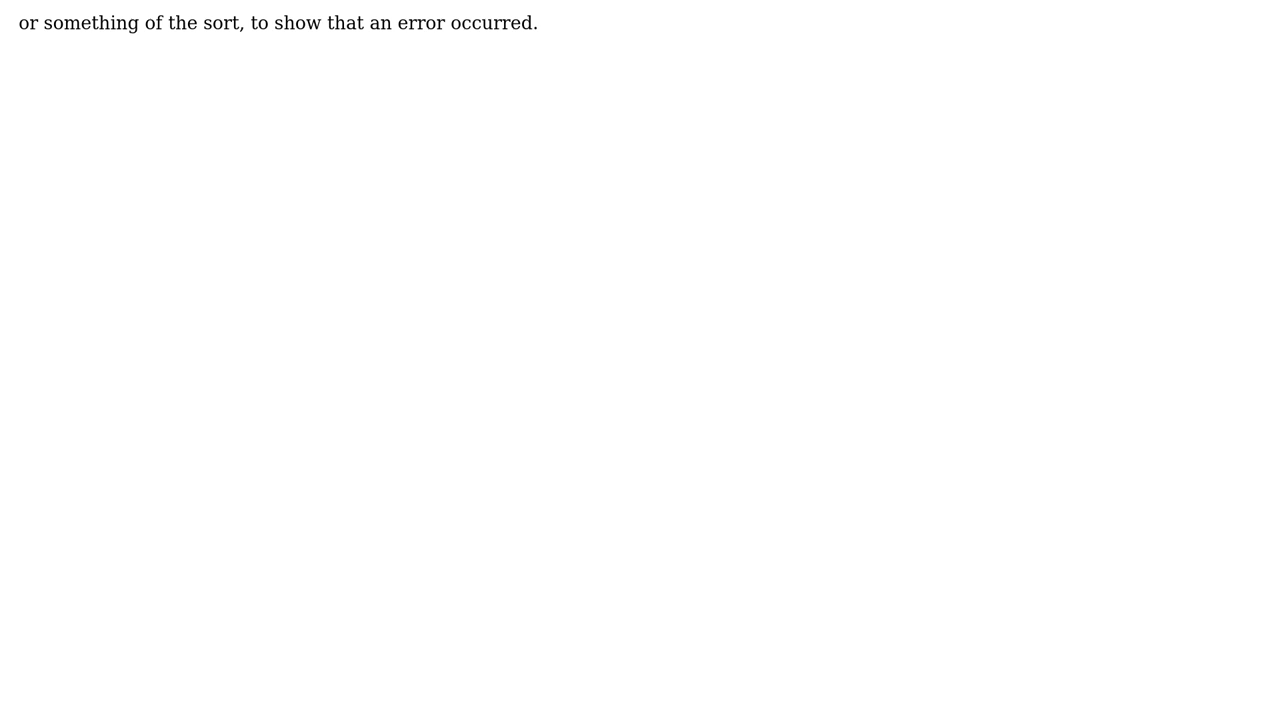 or something of the sort, to show that an error occurred.